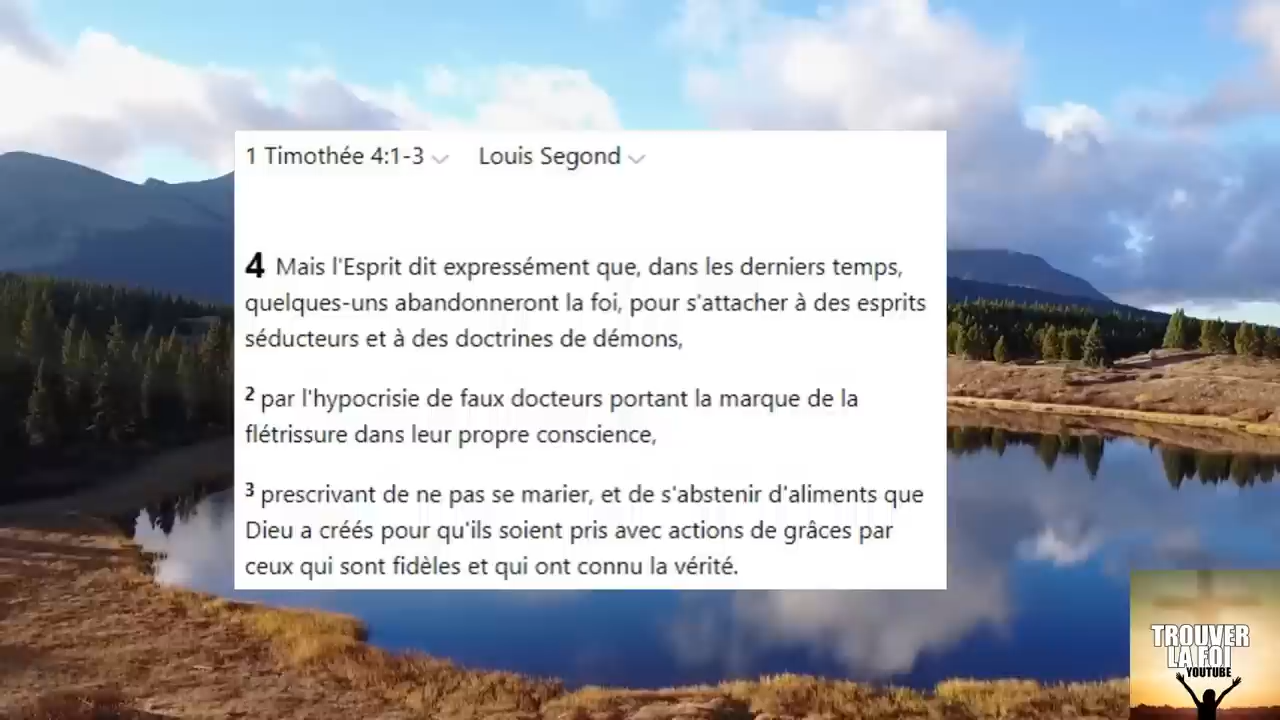 1 Timothée 4:1-3 Louis Segond
4 Mais l'Esprit dit expressément que, dans les derniers temps,
quelques-uns abandonneront la foi, pour s'attacher à des esprits
séducteurs et à des doctrines de démons,
2 par l'hypocrisie de faux docteurs portant la marque de la
flétrissure dans leur propre conscience,
3 prescrivant de ne pas se marier, et de s'abstenir d'aliments que
Dieu a créés pour qu'ils soient pris avec actions de grâces par
ceux qui sont fidèles et qui ont connu la vérité.
TROUVER
LA FOI
YOUTUBE